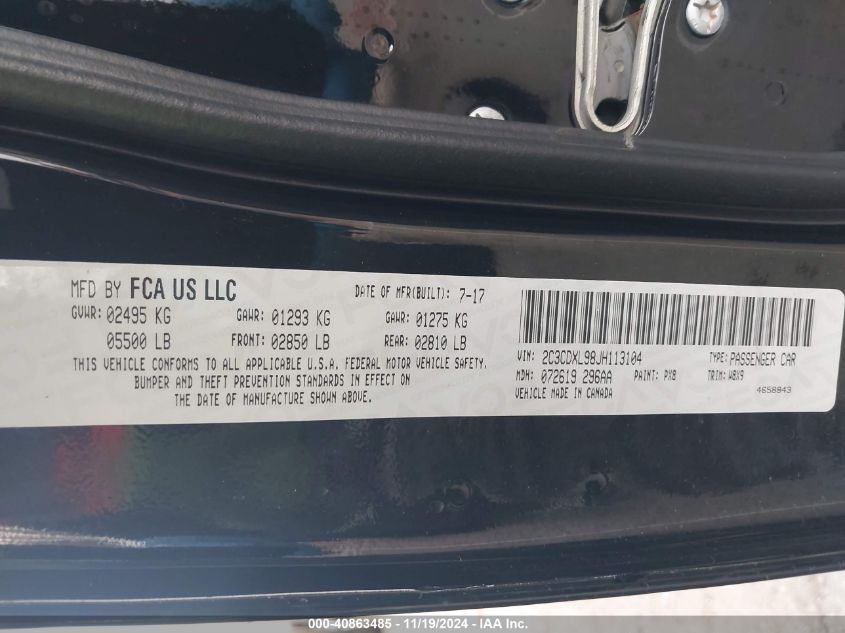 MFD BY FCA US LLC DATE OF MFR(BUILT): 7-17
GVWR: 02495 KG GAWR: 01293 KG GAWR: 01275 KG
05500 LB FRONT: 02850 LB REAR: 02810 LB
THIS VEHICLE CONFORMS TO ALL APPLICABLE U.S.A. FEDERAL MOTOR VEHICLE SAFETY,
BUMPER AND THEFT PREVENTION STANDARDS IN EFFECT ON
THE DATE OF MANUFACTURE SHOWN ABOVE.
VIN: 2C3CDXL98JH113104 TYPE: PASSENGER CAR
MDH: 072619 296AA PAINT: PX8 TRIM: W8X9
VEHICLE MADE IN CANADA 4658843
000-40863485 - 11/19/2024 - IAAI, Inc.